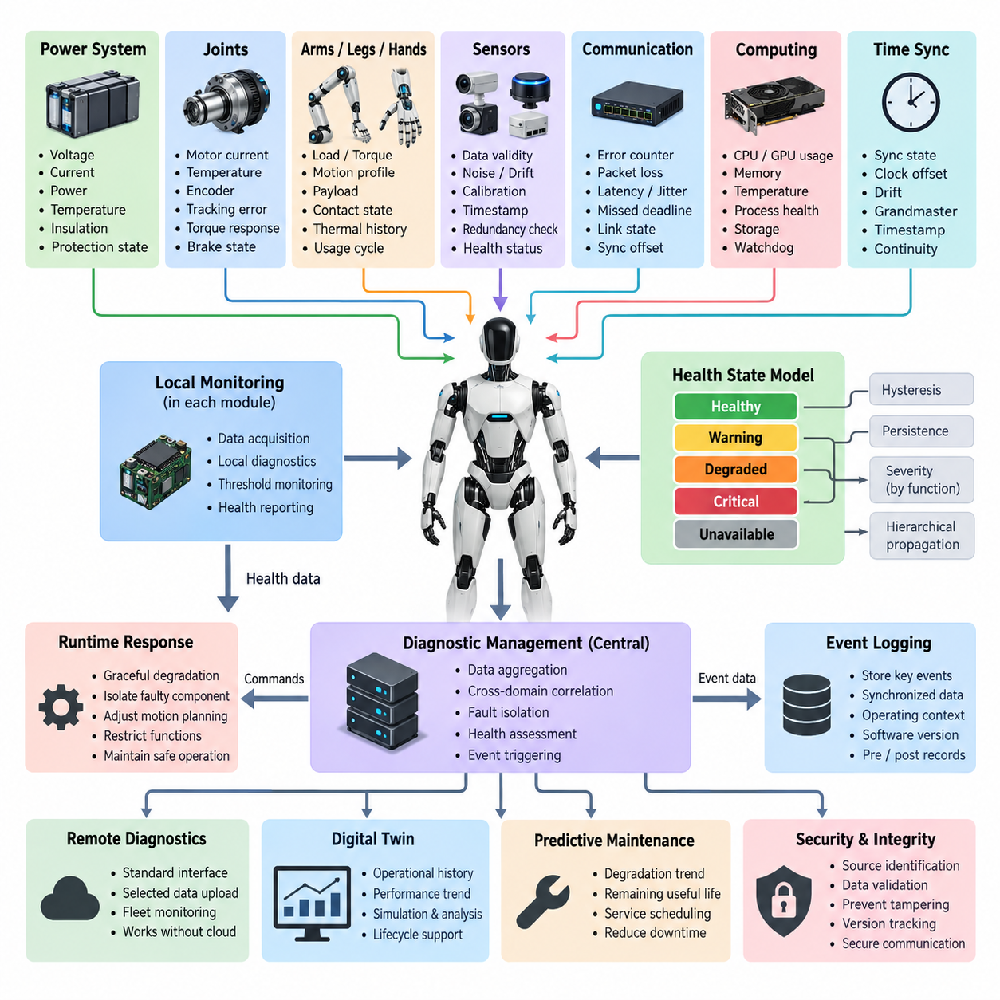 Power System
• Voltage
• Current
• Power
• Temperature
• Insulation
• Protection state
Joints
• Motor current
• Temperature
• Encoder
• Tracking error
• Torque response
• Brake state
Arms / Legs / Hands
• Load / Torque
• Motion profile
• Payload
• Contact state
• Thermal history
• Usage cycle
Sensors
• Data validity
• Noise / Drift
• Calibration
• Timestamp
• Redundancy check
• Health status
Communication
• Error counter
• Packet loss
• Latency / Jitter
• Missed deadline
• Link state
• Sync offset
Computing
• CPU / GPU usage
• Memory
• Temperature
• Process health
• Storage
• Watchdog
Time Sync
• Sync state
• Clock offset
• Drift
• Grandmaster
• Timestamp
• Continuity
Local Monitoring
(in each module)
• Data acquisition
• Local diagnostics
• Threshold monitoring
• Health reporting
Health State Model
Healthy
Warning
Degraded
Critical
Unavailable
Hysteresis
Persistence
Severity
(by function)
Hierarchical
propagation
Health data
Runtime Response
• Graceful degradation
• Isolate faulty component
• Adjust motion planning
• Restrict functions
• Maintain safe operation
Commands
Diagnostic Management (Central)
• Data aggregation
• Cross-domain correlation
• Fault isolation
• Health assessment
• Event triggering
Event data
Event Logging
• Store key events
• Synchronized data
• Operating context
• Software version
• Pre / post records
Remote Diagnostics
• Standard interface
• Selected data upload
• Fleet monitoring
• Works without cloud
Digital Twin
• Operational history
• Performance trend
• Simulation & analysis
• Lifecycle support
Predictive Maintenance
• Degradation trend
• Remaining useful life
• Service scheduling
• Reduce downtime
Security & Integrity
• Source identification
• Data validation
• Prevent tampering
• Version tracking
• Secure communication